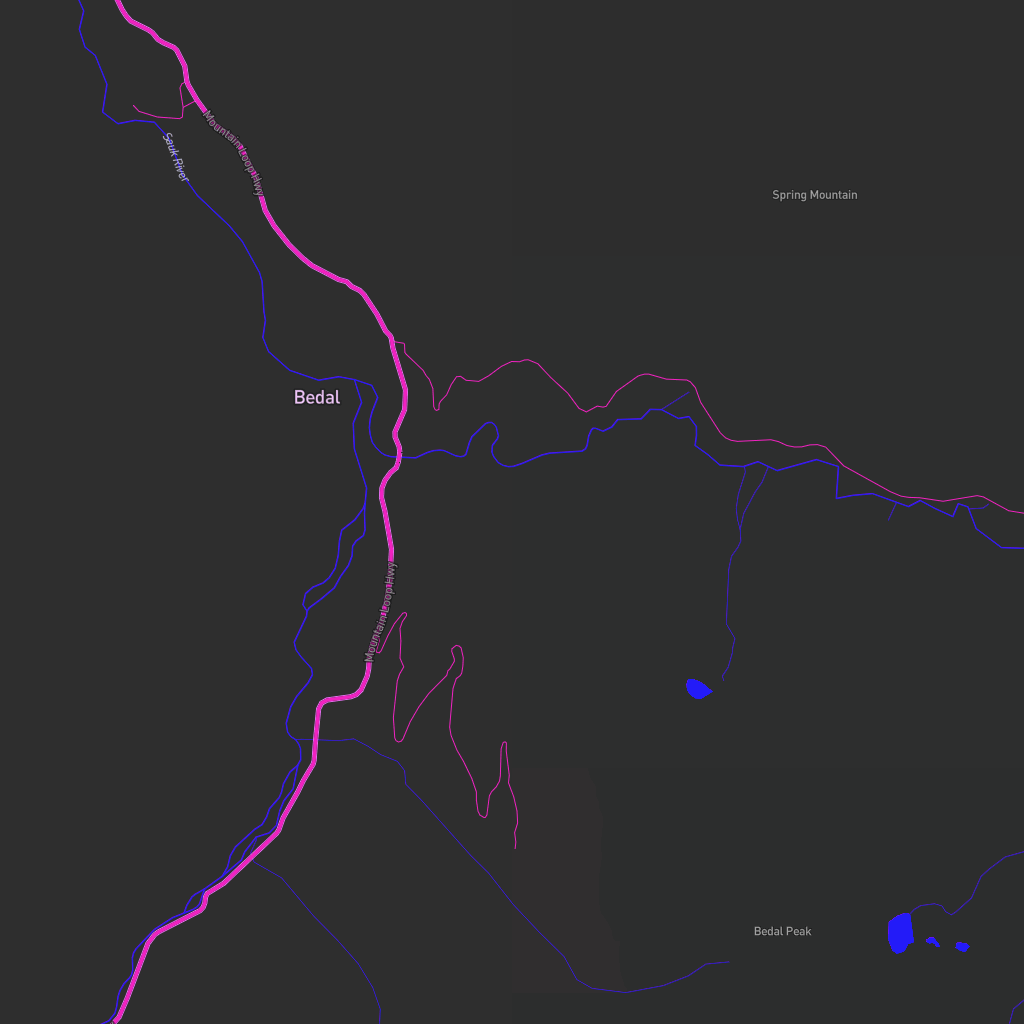 Mountain Loop Hwy
Sauk River
Spring Mountain
Bedal
Mountain Loop Hwy
Bedal Peak